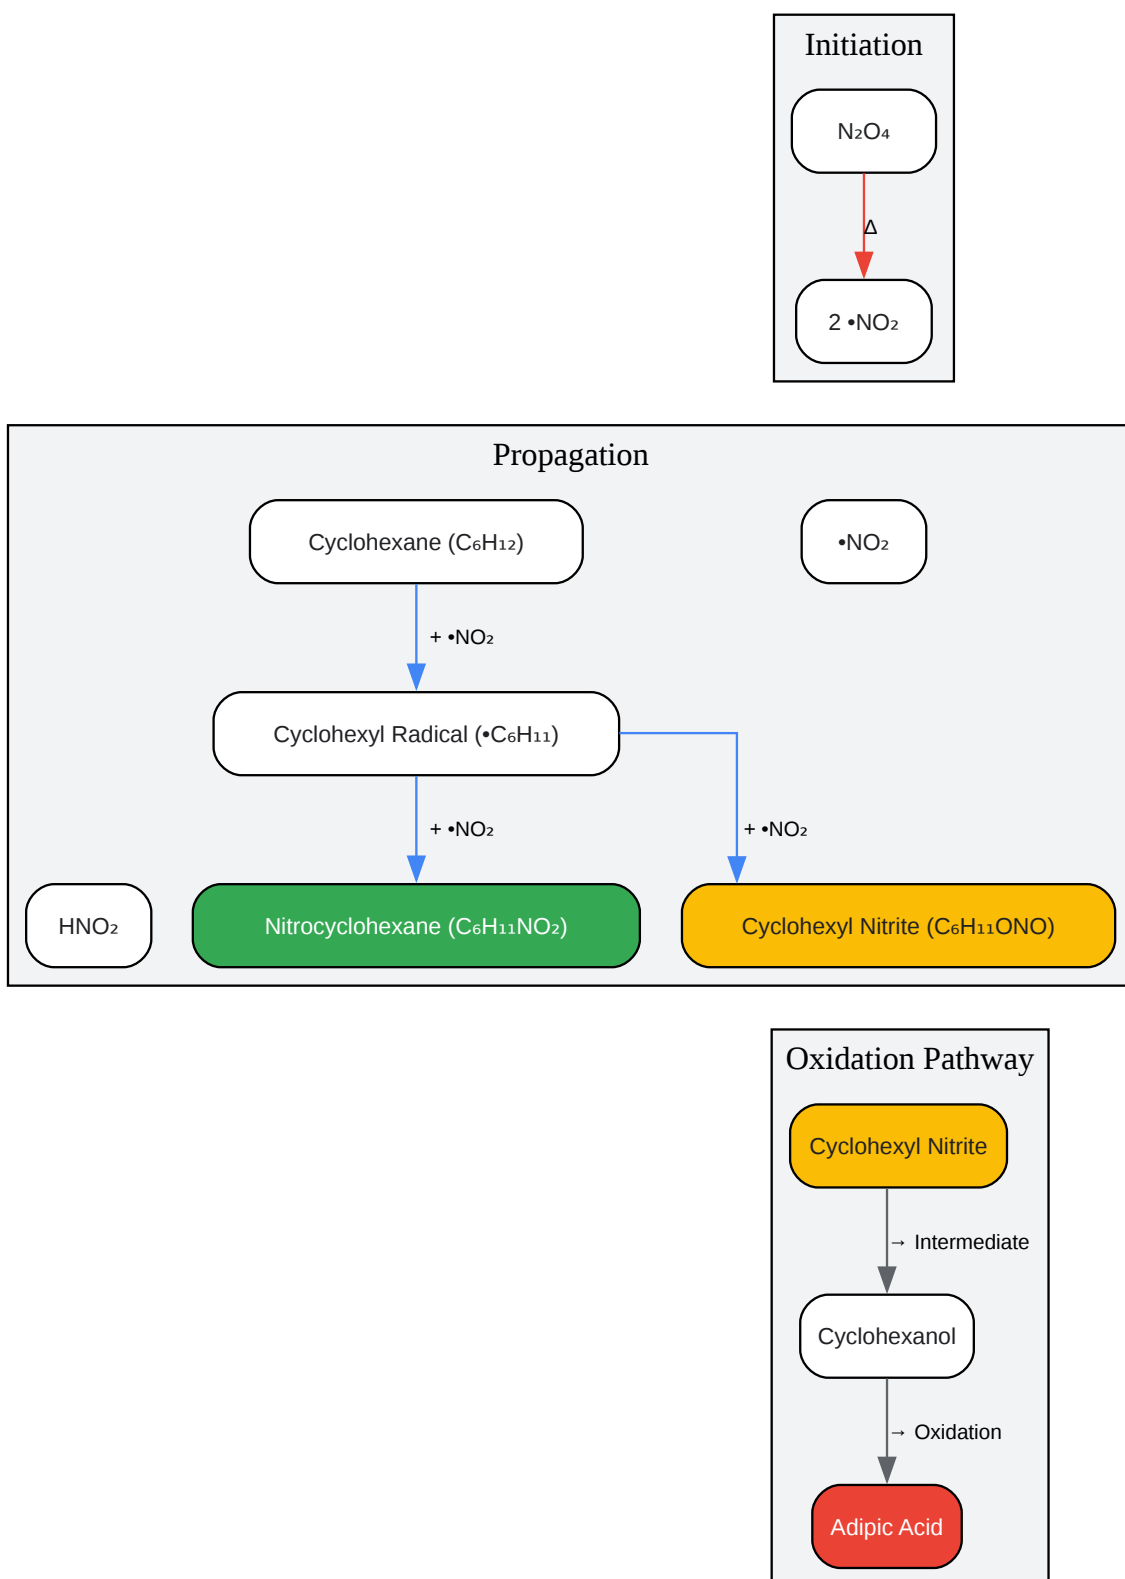 Initiation
N₂O₄
Δ
2 •NO₂
Propagation
Cyclohexane (C₆H₁₂)
•NO₂
+ •NO₂
Cyclohexyl Radical (•C₆H₁₁)
+ •NO₂
+ •NO₂
HNO₂
Nitrocyclohexane (C₆H₁₁NO₂)
Cyclohexyl Nitrite (C₆H₁₁ONO)
Oxidation Pathway
Cyclohexyl Nitrite
→ Intermediate
Cyclohexanol
→ Oxidation
Adipic Acid